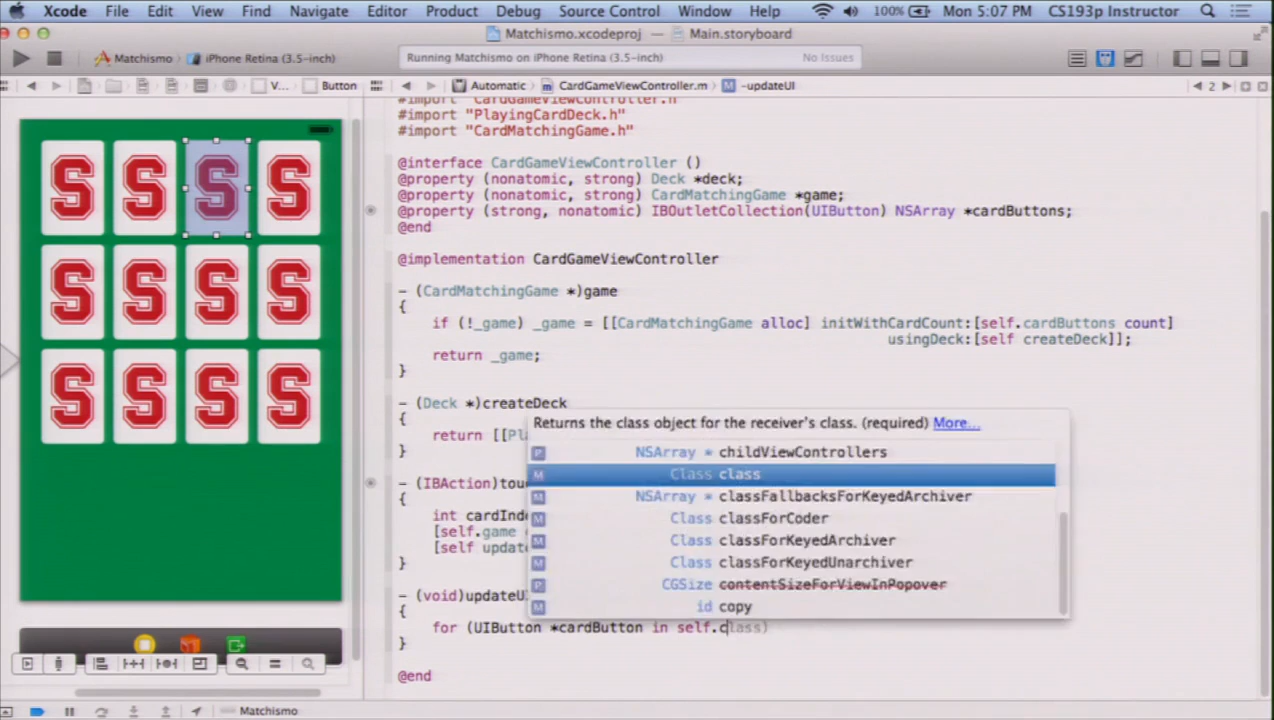 Xcode File Edit View Find Navigate Editor Product Debug Source Control Window Help 100% Mon 5:07 PM CS193p Instructor
Matchismo.xcodeproj — Main.storyboard
Matchismo iPhone Retina (3.5-inch) Running Matchismo on iPhone Retina (3.5-inch) No Issues
V... Button Automatic CardGameViewController.m -updateUI 2
#import "CardGameViewController.h"
#import "PlayingCardDeck.h"
#import "CardMatchingGame.h"
@interface CardGameViewController ()
@property (nonatomic, strong) Deck *deck;
@property (nonatomic, strong) CardMatchingGame *game;
@property (strong, nonatomic) IBOutletCollection(UIButton) NSArray *cardButtons;
@end
@implementation CardGameViewController
- (CardMatchingGame *)game
{
if (!_game) _game = [[CardMatchingGame alloc] initWithCardCount:[self.cardButtons count]
usingDeck:[self createDeck]];
return _game;
}
- (Deck *)createDeck
{
return [[Pl
}
- (IBAction)tou
{
int cardInd
[self.game
[self updat
}
- (void)updateU
{
for (UIButton *cardButton in self.class)
}
@end
Returns the class object for the receiver's class. (required) More...
P NSArray * childViewControllers
M Class class
M NSArray * classFallbacksForKeyedArchiver
M Class classForCoder
M Class classForKeyedArchiver
M Class classForKeyedUnarchiver
P CGSize contentSizeForViewInPopover
M id copy
S S S S
S S S S
S S S S
Matchismo